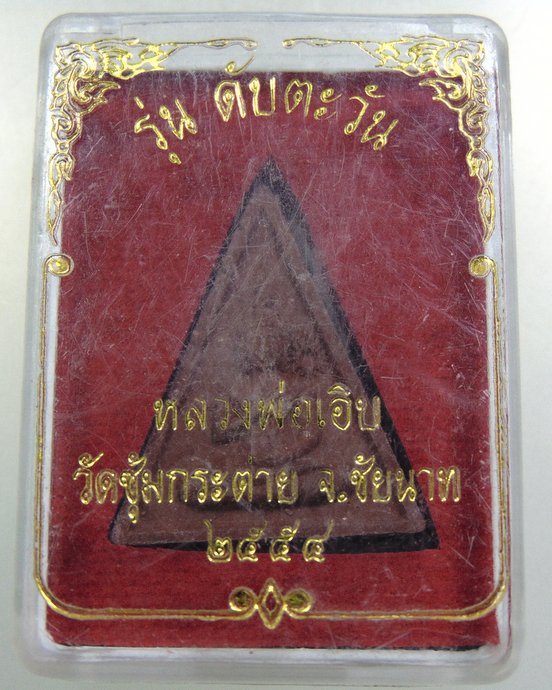 รุ่น ดับตะวัน
หลวงพ่อเอิบ
วัดซุ้มกระต่าย จ.ชัยนาท
๒๕๕๔